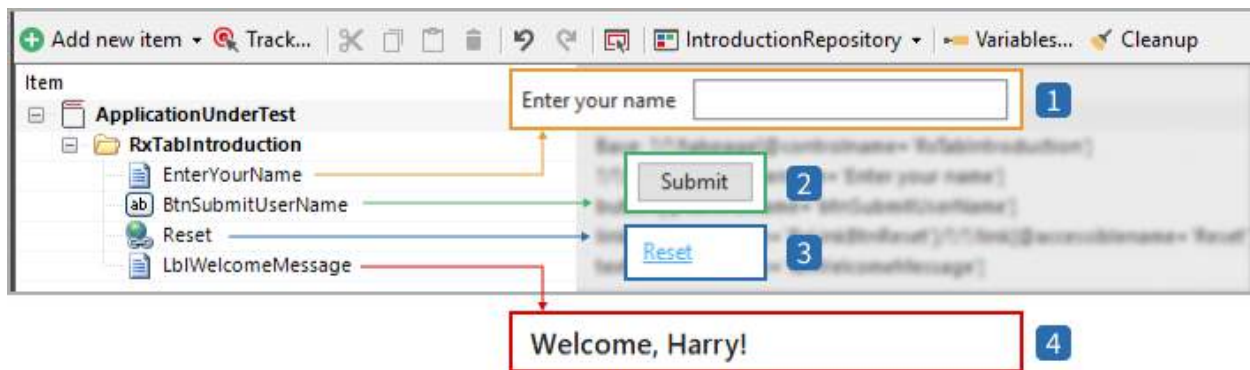 Add new item Track... IntroductionRepository Variables... Cleanup
Item
Enter your name 1
ApplicationUnderTest
RxTabIntroduction
EnterYourName
Submit 2
ab BtnSubmitUserName
Reset
Reset 3
LblWelcomeMessage
Welcome, Harry! 4